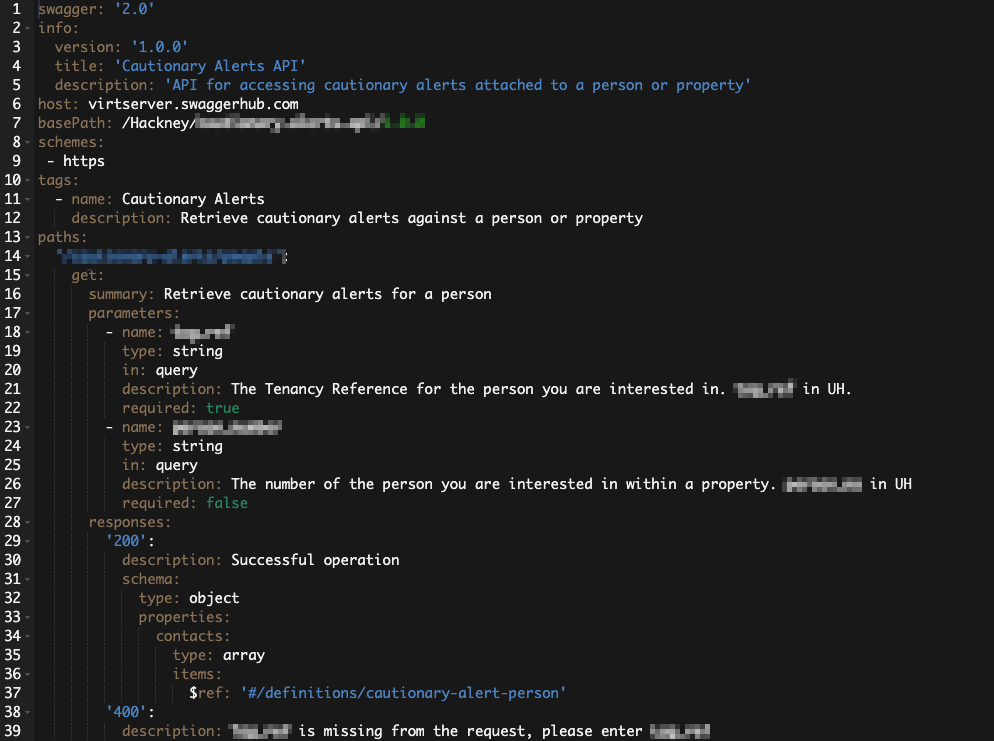 1 swagger: '2.0'
2 info:
3 version: '1.0.0'
4 title: 'Cautionary Alerts API'
5 description: 'API for accessing cautionary alerts attached to a person or property'
6 host: virtserver.swaggerhub.com
7 basePath: /Hackney/
8 schemes:
9 - https
10 tags:
11 - name: Cautionary Alerts
12 description: Retrieve cautionary alerts against a person or property
13 paths:
14
15 get:
16 summary: Retrieve cautionary alerts for a person
17 parameters:
18 - name:
19 type: string
20 in: query
21 description: The Tenancy Reference for the person you are interested in. in UH.
22 required: true
23 - name:
24 type: string
25 in: query
26 description: The number of the person you are interested in within a property. in UH
27 required: false
28 responses:
29 '200':
30 description: Successful operation
31 schema:
32 type: object
33 properties:
34 contacts:
35 type: array
36 items:
37 $ref: '#/definitions/cautionary-alert-person'
38 '400':
39 description: is missing from the request, please enter